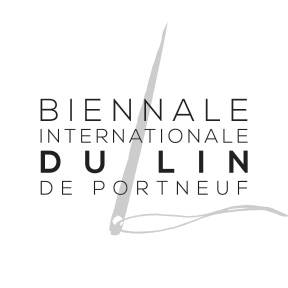 BIENNALE
INTERNATIONALE
DU LIN
DE PORTNEUF